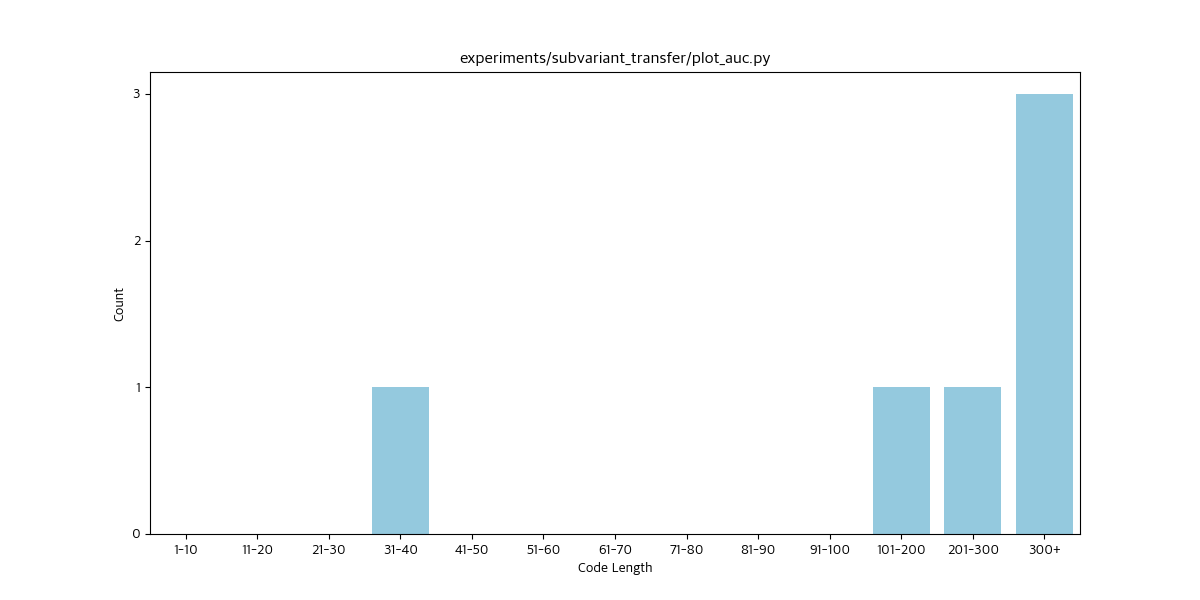 experiments/subvariant_transfer/plot_auc.py
3
2
1
0
Count
1-10 11-20 21-30 31-40 41-50 51-60 61-70 71-80 81-90 91-100 101-200 201-300 300+
Code Length